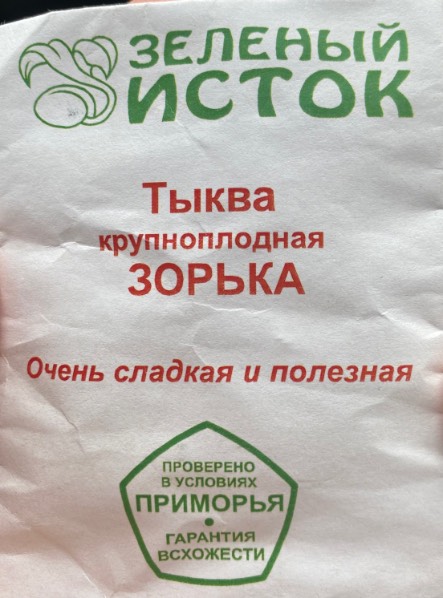 ЗЕЛЕНЫЙ
ИСТОК
Тыква
крупноплодная
ЗОРЬКА
Очень сладкая и полезная
ПРОВЕРЕНО
В УСЛОВИЯХ
ПРИМОРЬЯ
•
ГАРАНТИЯ
ВСХОЖЕСТИ